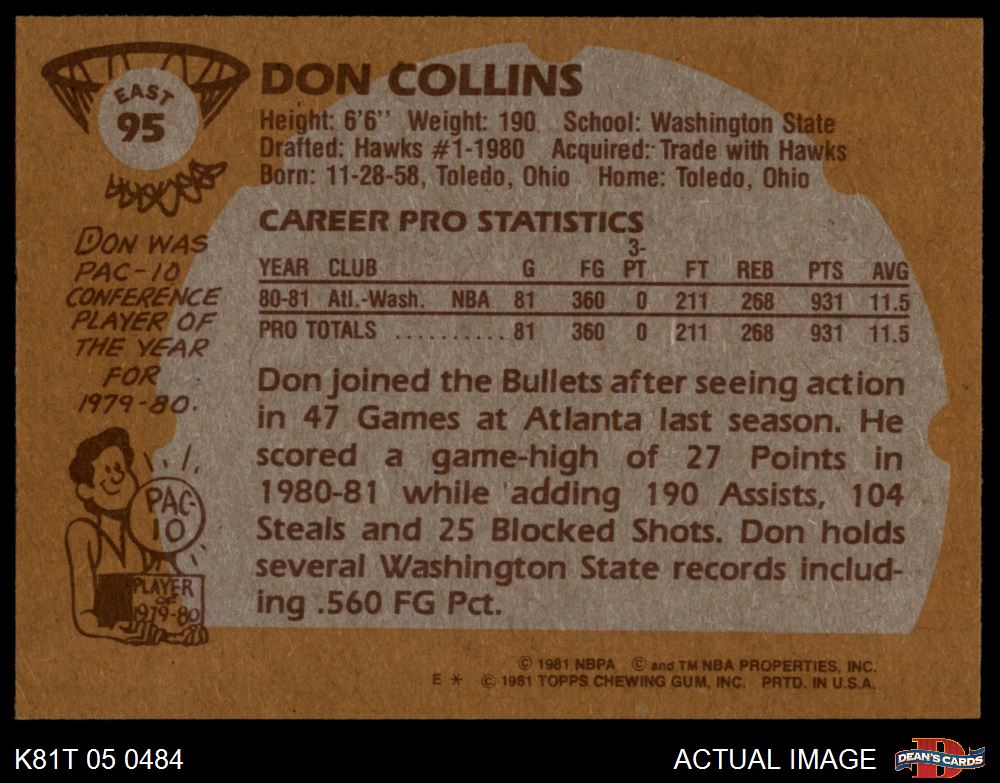 EAST
95
DON COLLINS
Height: 6'6'' Weight: 190 School: Washington State
Drafted: Hawks #1-1980 Acquired: Trade with Hawks
Born: 11-28-58, Toledo, Ohio Home: Toledo, Ohio
CAREER PRO STATISTICS
YEAR CLUB G FG 3-PT FT REB PTS AVG
80-81 Atl.-Wash. NBA 81 360 0 211 268 931 11.5
PRO TOTALS .......... 81 360 0 211 268 931 11.5
DON WAS
PAC-10
CONFERENCE
PLAYER OF
THE YEAR
FOR
1979-80.
PAC-
10
PLAYER
OF
1979-80
Don joined the Bullets after seeing action
in 47 Games at Atlanta last season. He
scored a game-high of 27 Points in
1980-81 while adding 190 Assists, 104
Steals and 25 Blocked Shots. Don holds
several Washington State records includ-
ing .560 FG Pct.
© 1981 NBPA © and TM NBA PROPERTIES, INC.
E * © 1981 TOPPS CHEWING GUM, INC. PRTD. IN U.S.A.
K81T 05 0484 ACTUAL IMAGE
D
DEAN'S CARDS